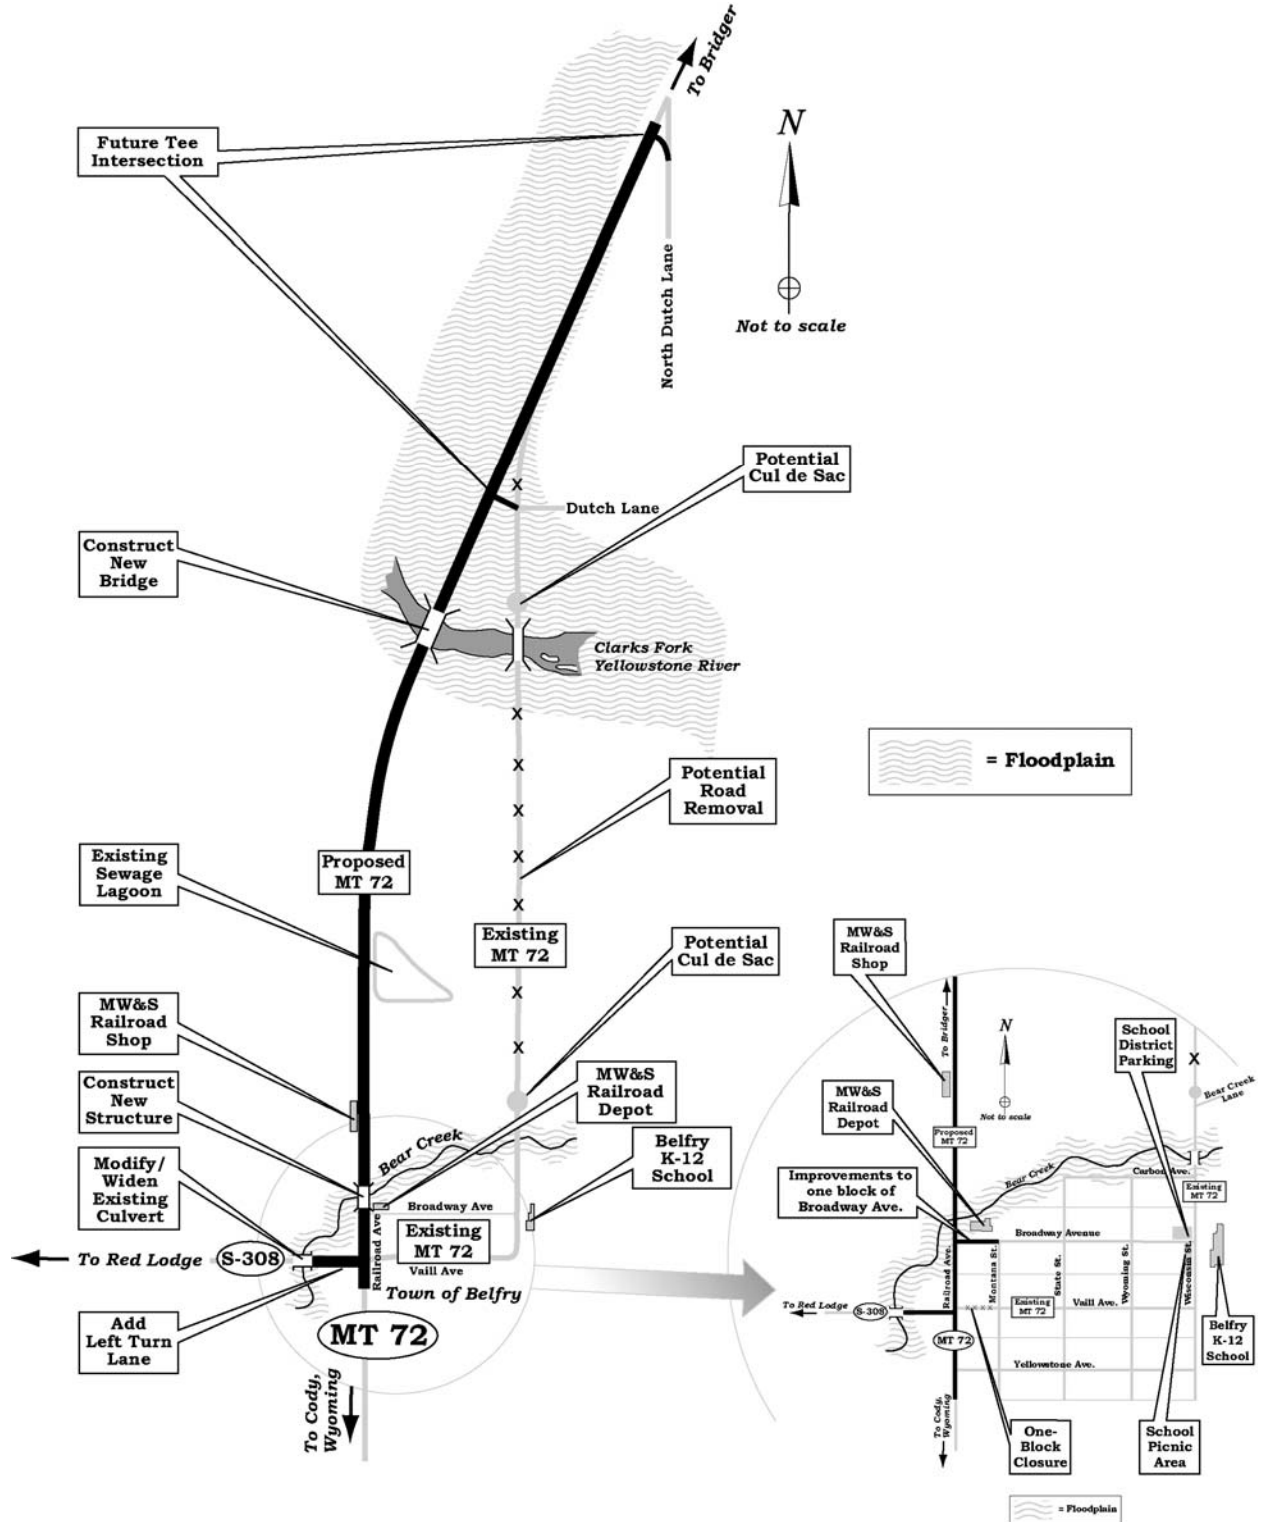 To Bridger
N
Not to scale
Future Tee
Intersection
North Dutch Lane
Potential
Cul de Sac
X
Dutch Lane
Construct
New
Bridge
Clarks Fork
Yellowstone River
X
= Floodplain
Potential
Road
Removal
X
X
X
Proposed
MT 72
Existing
Sewage
Lagoon
X
Existing
MT 72
Potential
Cul de Sac
X
X
MW&S
Railroad
Shop
Construct
New
Structure
MW&S
Railroad
Depot
Bear Creek
Belfry
K-12
School
Modify/
Widen
Existing
Culvert
Broadway Ave
Railroad Ave
Existing
MT 72
Vaill Ave
To Red Lodge
S-308
Town of Belfry
Add
Left Turn
Lane
MT 72
To Cody,
Wyoming
MW&S
Railroad
Shop
To Bridger
N
Not to scale
School
District
Parking
X
Bear Creek
Lane
MW&S
Railroad
Depot
Proposed
MT 72
Bear Creek
Carbon Ave.
Improvements to
one block of
Broadway Ave.
Existing
MT 72
Broadway Avenue
Railroad Ave.
Montana St.
State St.
Wyoming St.
Wisconsin St.
To Red Lodge
S-308
X X X X
Existing
MT 72
Vaill Ave.
Belfry
K-12
School
MT 72
Yellowstone Ave.
To Cody,
Wyoming
One-
Block
Closure
School
Picnic
Area
= Floodplain